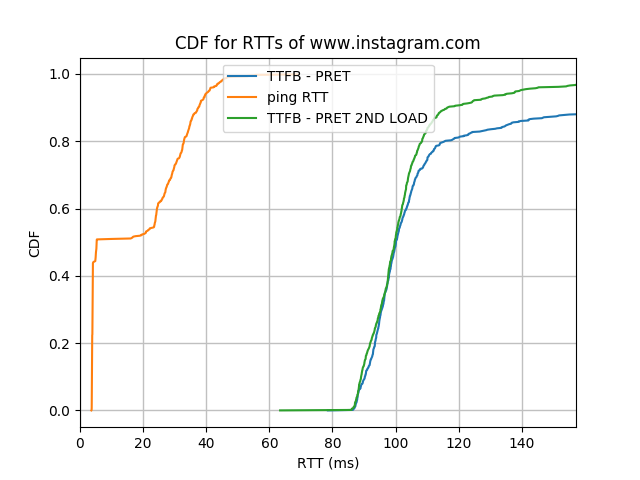 CDF for RTTs of www.instagram.com
TTFB - PRET
ping RTT
TTFB - PRET 2ND LOAD
CDF
1.0
0.8
0.6
0.4
0.2
0.0
0 20 40 60 80 100 120 140
RTT (ms)